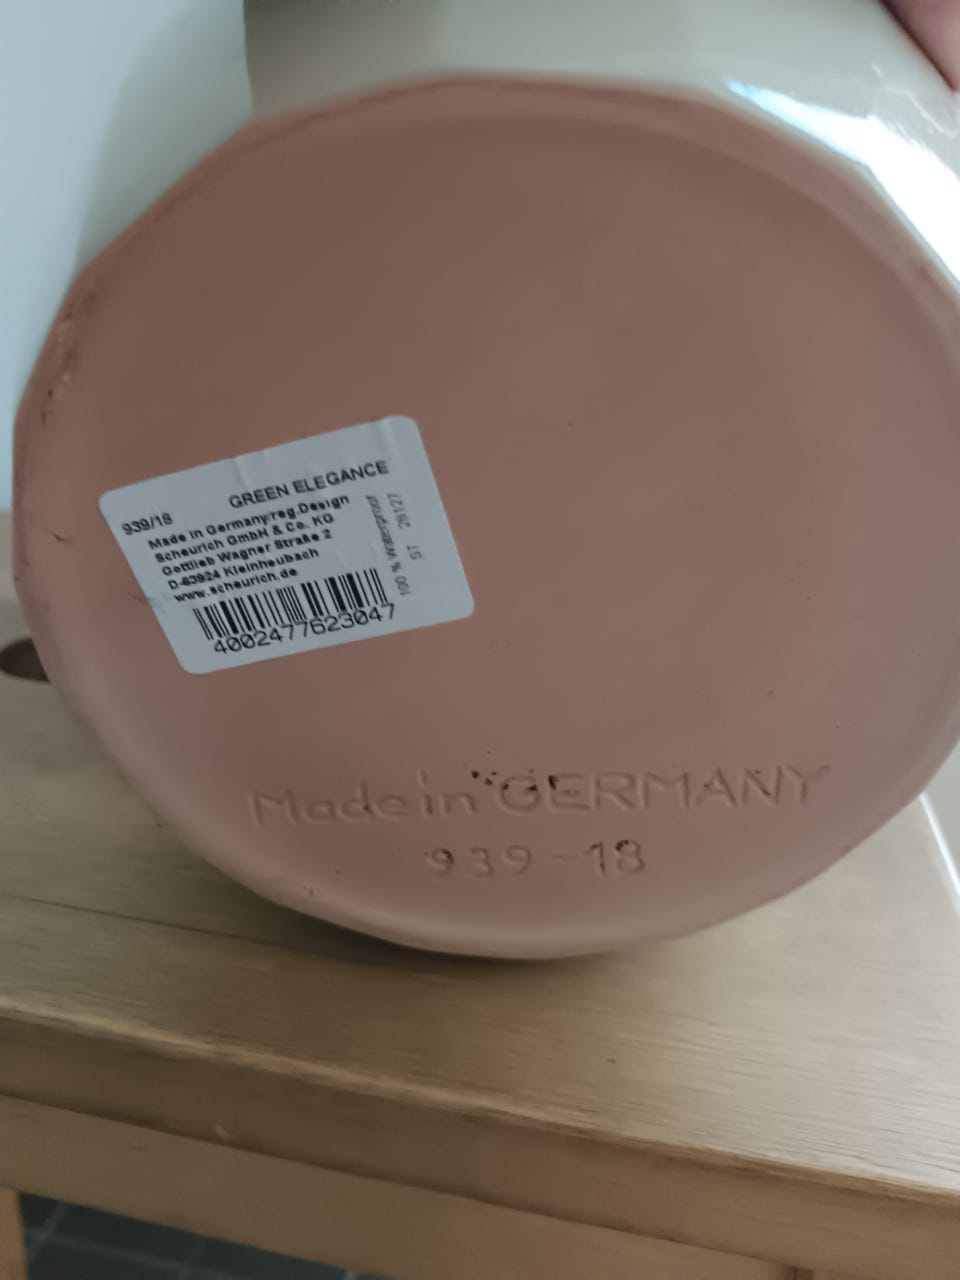 GREEN ELEGANCE
939/18
Made in Germany/reg.Design
Scheurich GmbH & Co. KG
Gottlieb Wagner Straße 2
D-63924 Kleinheubach
www.scheurich.de
4002477623047
100 % Waterproof
ST 28127
Made in GERMANY
939-18